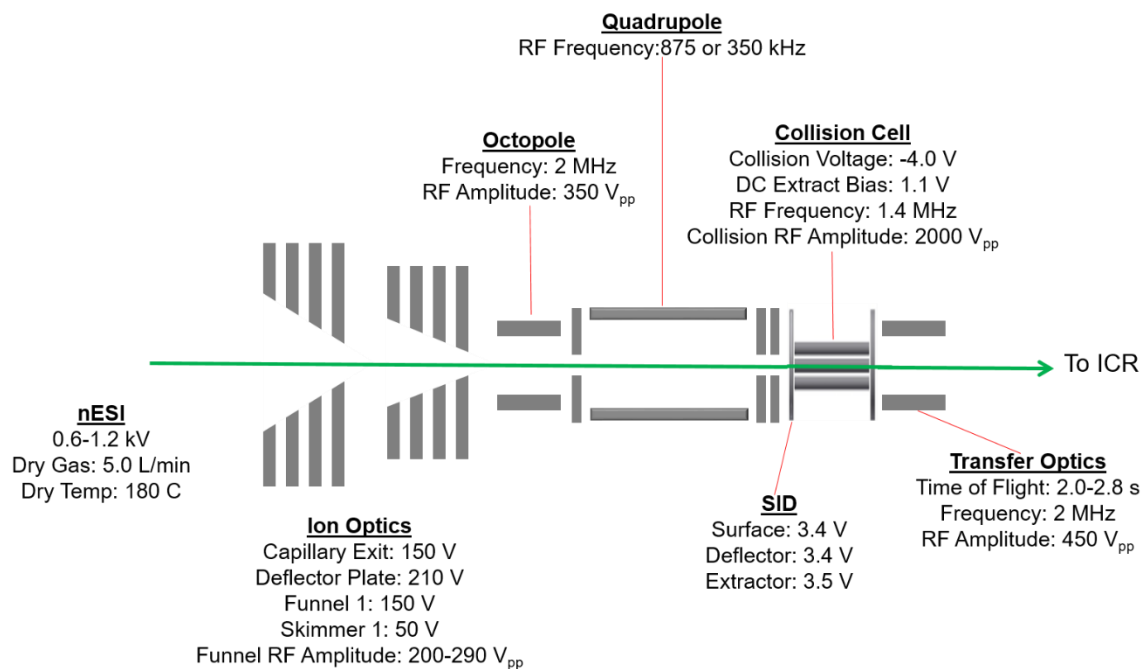 Quadrupole
RF Frequency:875 or 350 kHz
Octopole
Frequency: 2 MHz
RF Amplitude: 350 Vpp
Collision Cell
Collision Voltage: -4.0 V
DC Extract Bias: 1.1 V
RF Frequency: 1.4 MHz
Collision RF Amplitude: 2000 Vpp
To ICR
nESI
0.6-1.2 kV
Dry Gas: 5.0 L/min
Dry Temp: 180 C
Ion Optics
Capillary Exit: 150 V
Deflector Plate: 210 V
Funnel 1: 150 V
Skimmer 1: 50 V
Funnel RF Amplitude: 200-290 Vpp
SID
Surface: 3.4 V
Deflector: 3.4 V
Extractor: 3.5 V
Transfer Optics
Time of Flight: 2.0-2.8 s
Frequency: 2 MHz
RF Amplitude: 450 Vpp